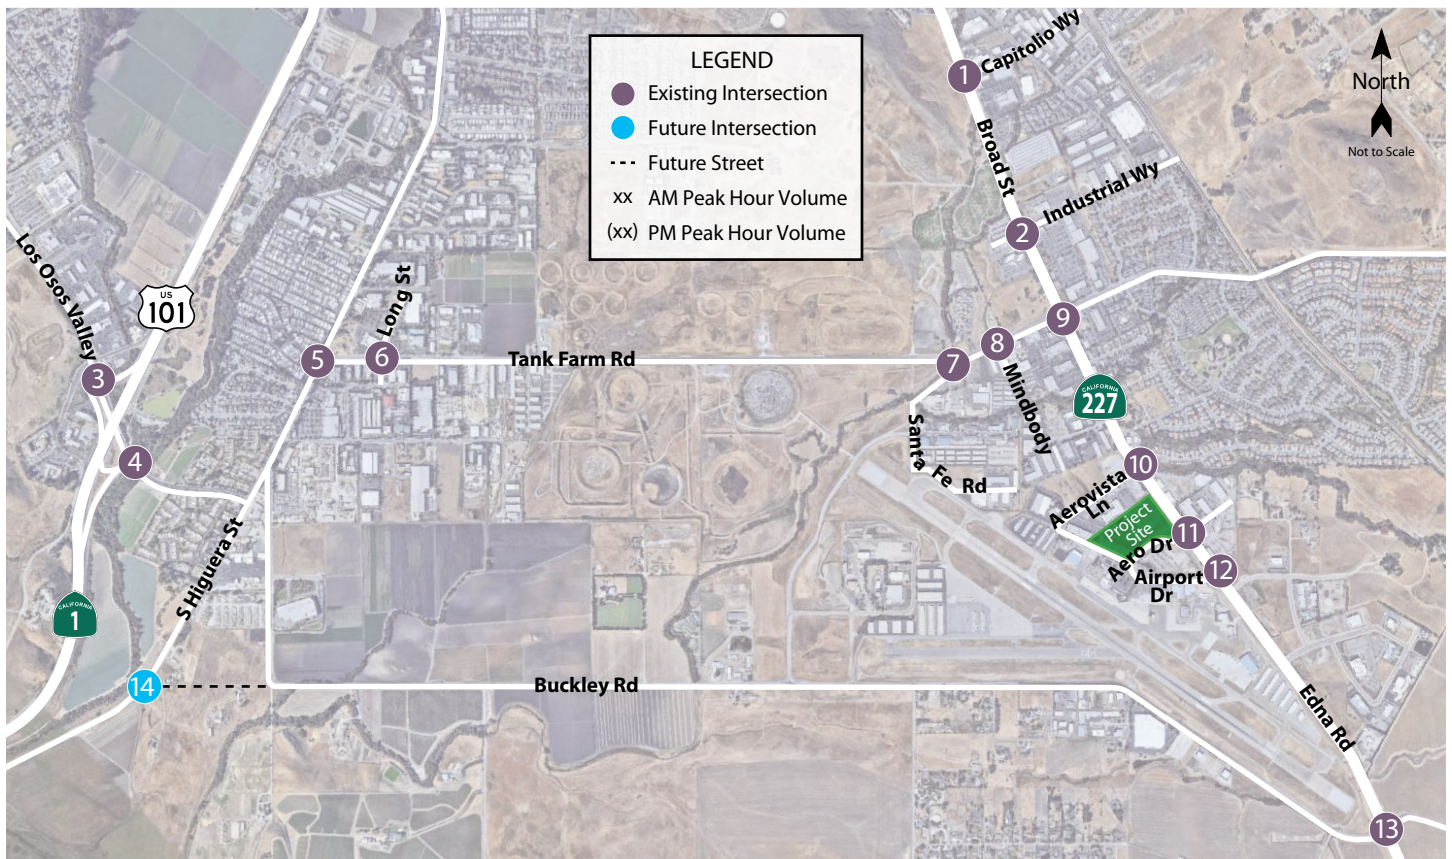 LEGEND
Existing Intersection
Future Intersection
Future Street
xx AM Peak Hour Volume
(xx) PM Peak Hour Volume
North
Not to Scale
1
Capitolio Wy
Broad St
Industrial Wy
2
Los Osos Valley
US
101
Long St
9
8
7
5
6
Tank Farm Rd
3
Mindbody
CALIFORNIA
227
Santa Fe Rd
4
10
Aerovista
Ln
Project
Site
11
Aero Dr
12
Airport
Dr
S Higuera St
CALIFORNIA
1
14
Buckley Rd
Edna Rd
13